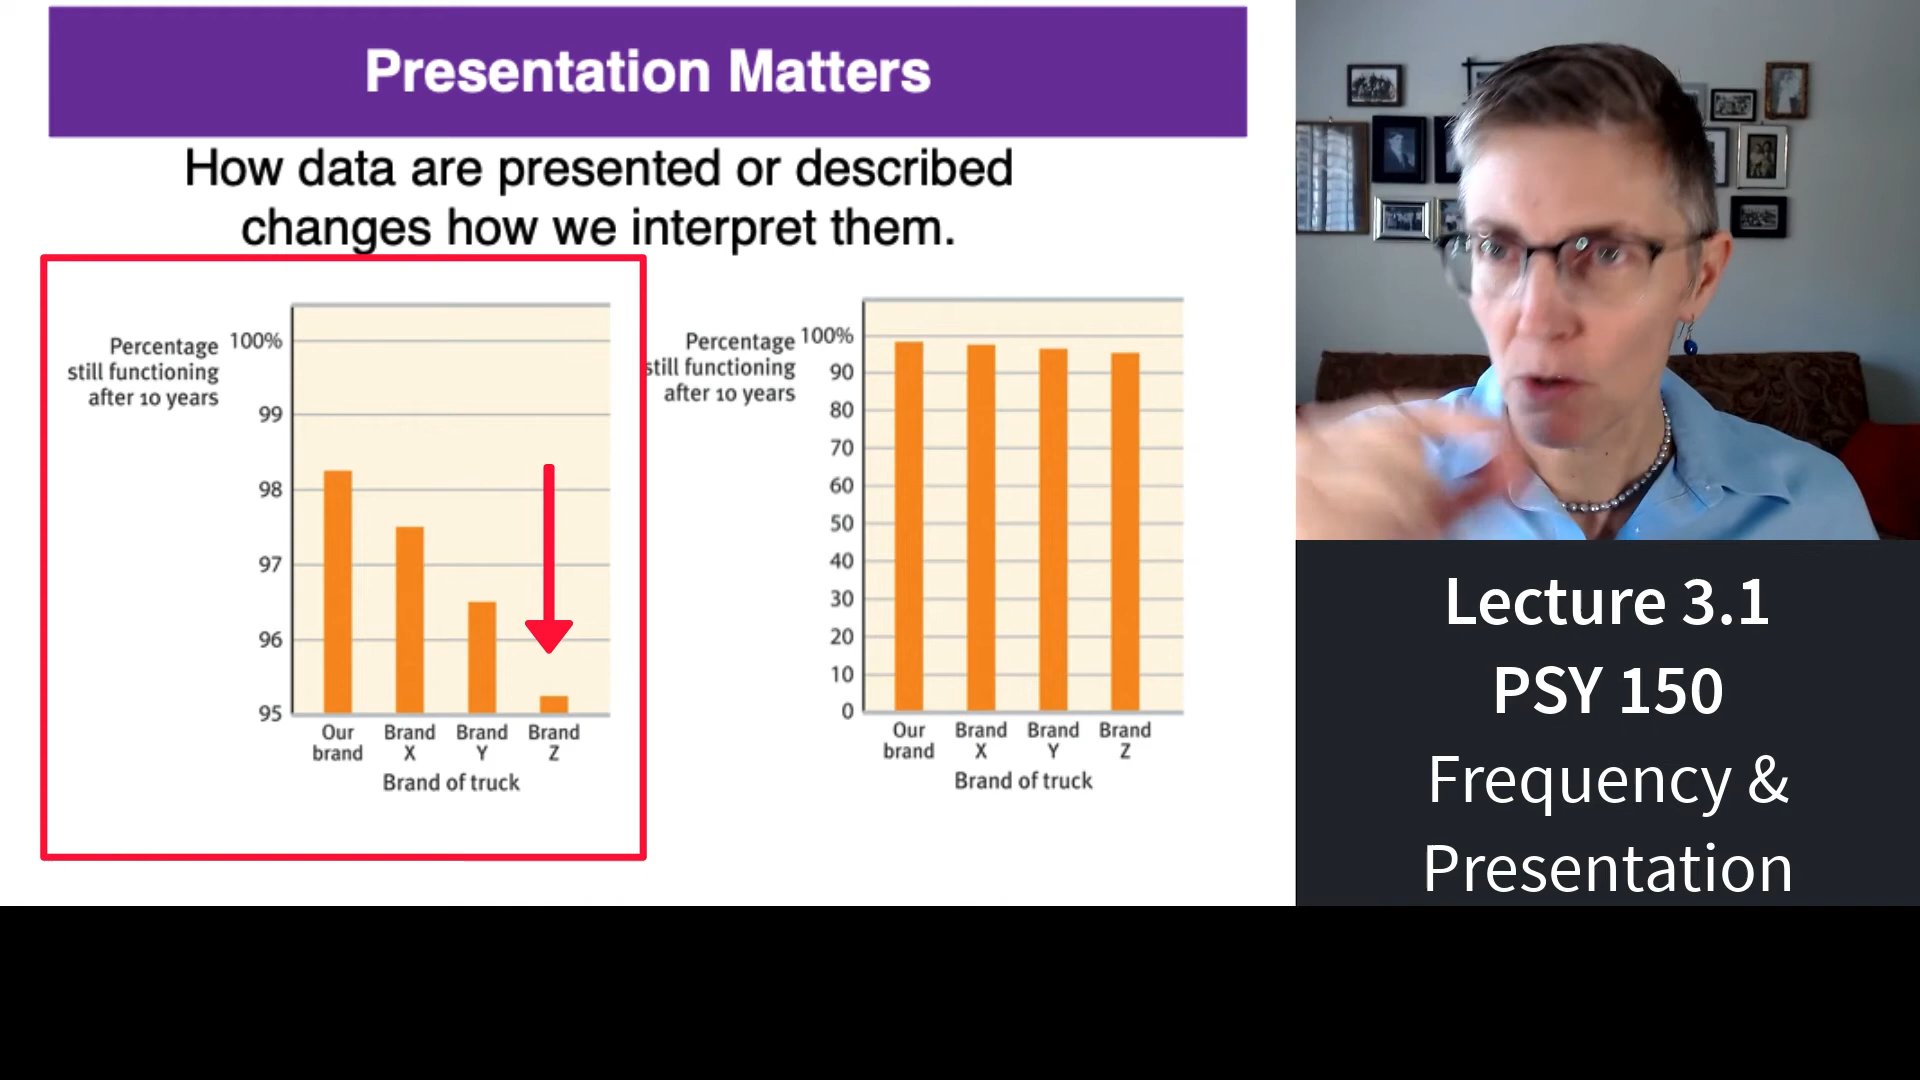 Presentation Matters
How data are presented or described
changes how we interpret them.
Percentage
still functioning
after 10 years
100%
99
98
97
96
95
Our
brand
Brand
X
Brand
Y
Brand
Z
Brand of truck
Percentage
still functioning
after 10 years
100%
90
80
70
60
50
40
30
20
10
0
Our
brand
Brand
X
Brand
Y
Brand
Z
Brand of truck
Lecture 3.1
PSY 150
Frequency &
Presentation